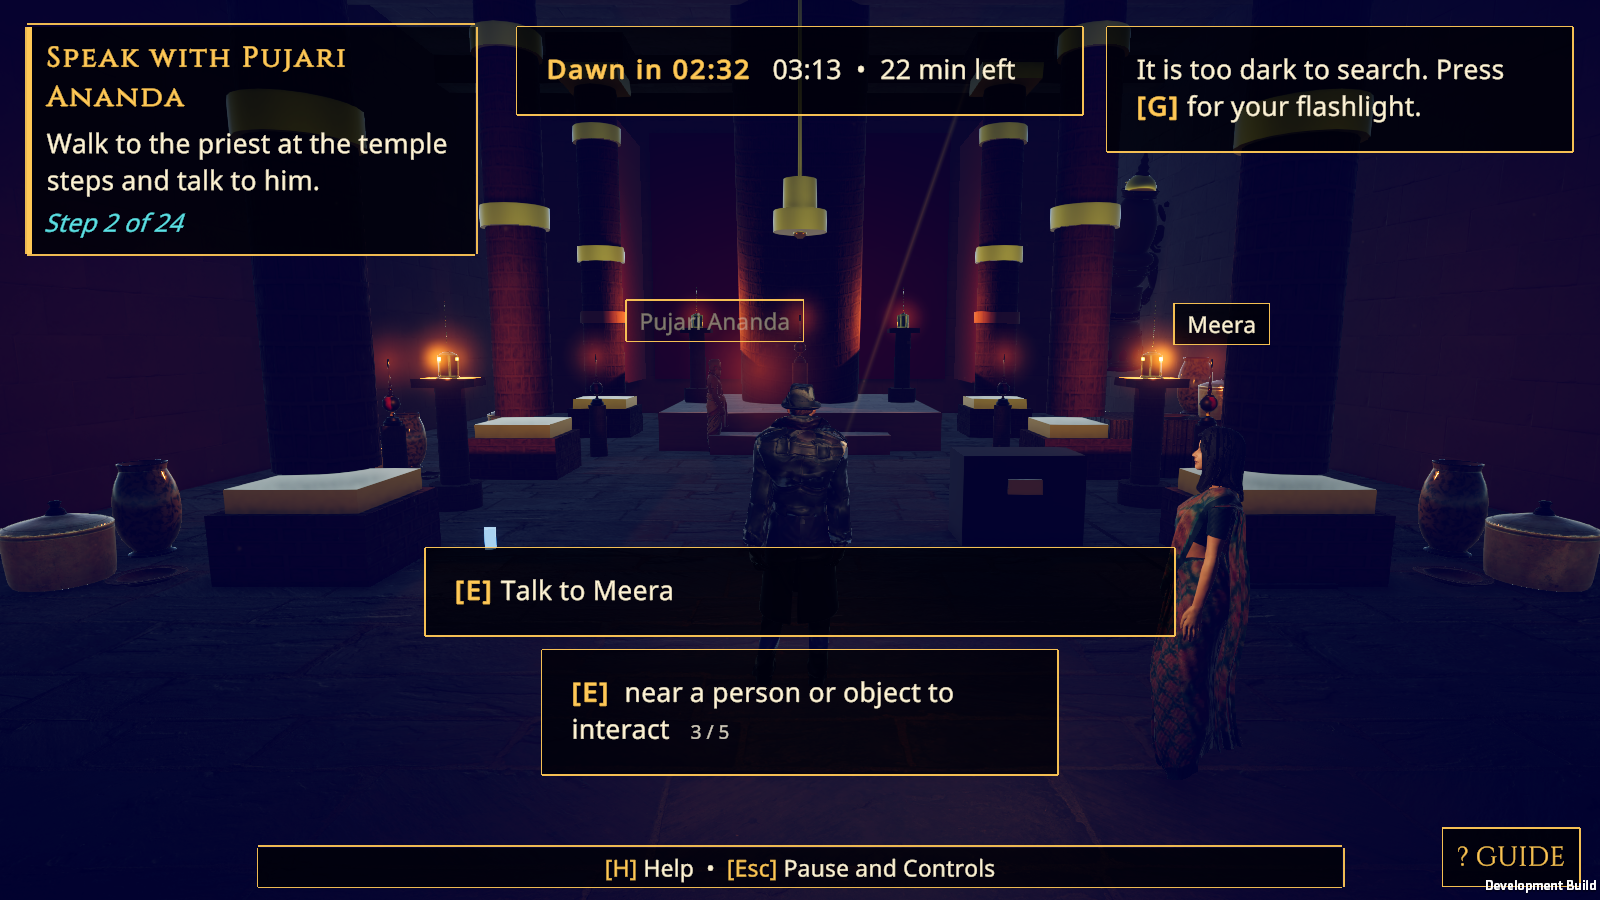 SPEAK WITH PUJARI
ANANDA
Walk to the priest at the temple
steps and talk to him.
Step 2 of 24
Dawn in 02:32 03:13 • 22 min left
It is too dark to search. Press
[G] for your flashlight.
Pujari Ananda
Meera
[E] Talk to Meera
[E] near a person or object to
interact 3 / 5
[H] Help • [Esc] Pause and Controls
? GUIDE
Development Build